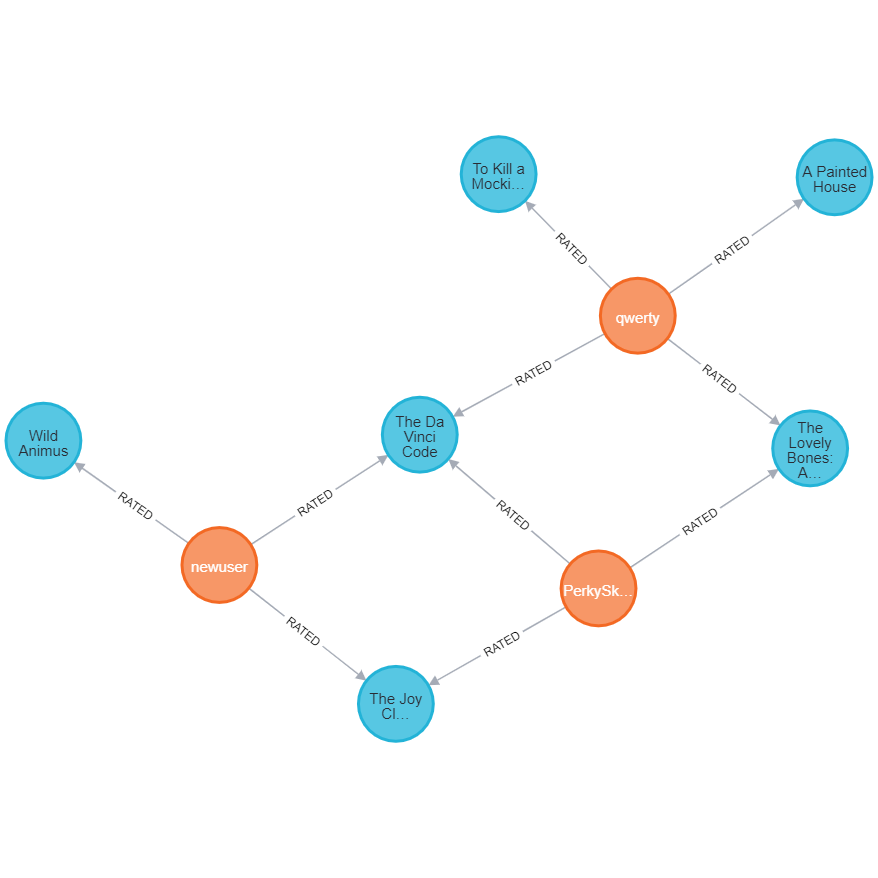 To Kill a
Mocki...
A Painted
House
RATED
RATED
qwerty
RATED
RATED
The Da
Vinci
Code
The
Lovely
Bones:
A...
Wild
Animus
RATED
RATED
RATED
RATED
newuser
PerkySk...
RATED
RATED
The Joy
Cl...